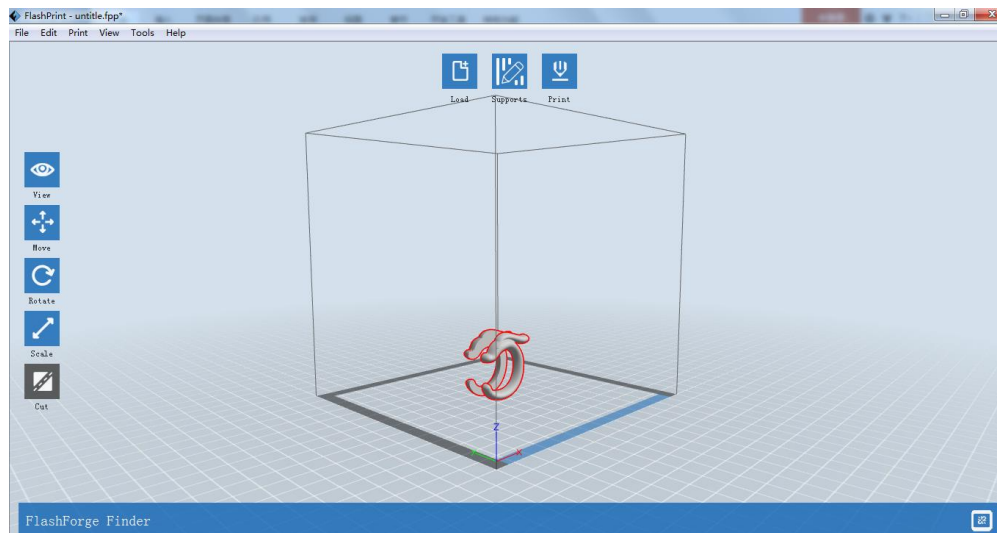 FlashPrint - untitle.fpp*
File Edit Print View Tools Help
Load Supports Print
View
Move
Rotate
Scale
Cut
Z
X
FlashForge Finder